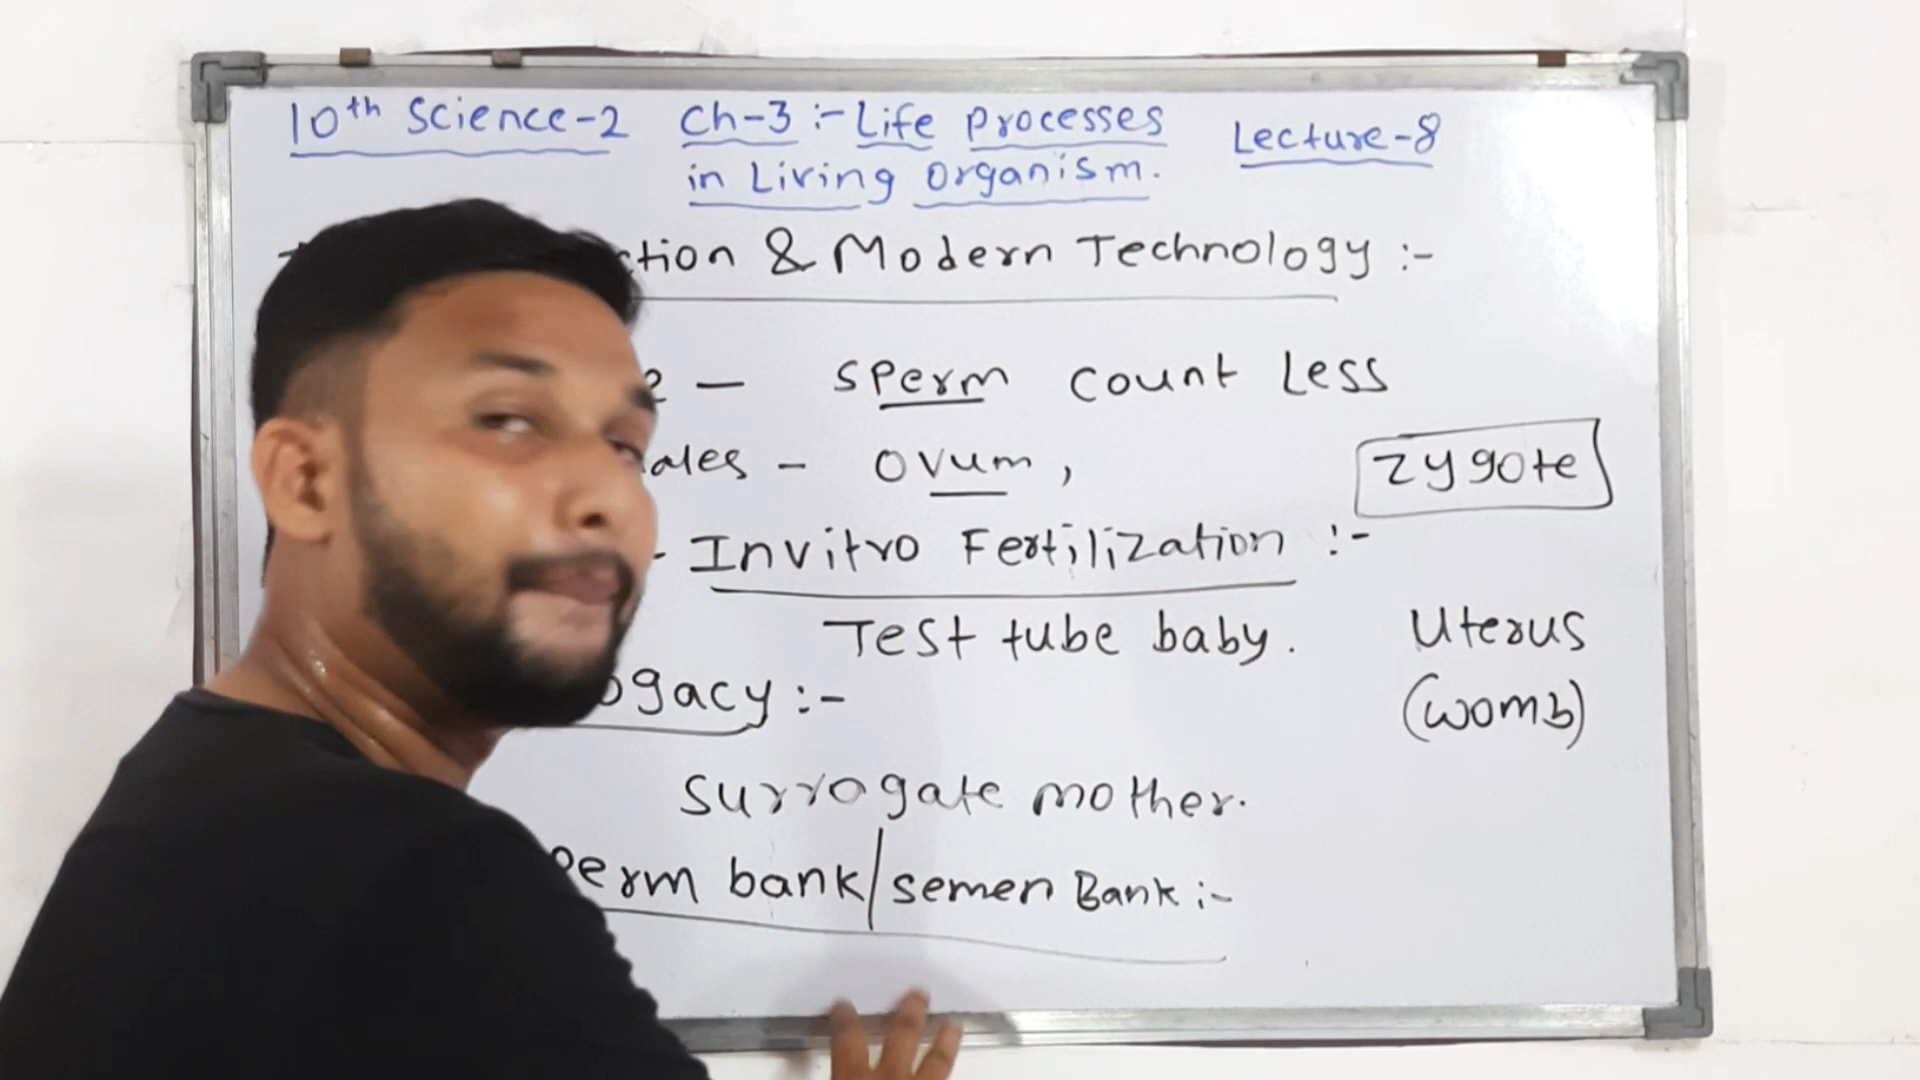 10th Science-2 Ch-3 :- Life Processes Lecture-8
in Living Organism.
ction & Modern Technology :-
- Sperm Count Less
ales - Ovum, Zygote
- Invitro Fertilization :-
Test tube baby. Uterus
ogacy :- (womb)
Surrogate mother.
perm bank/semen Bank :-